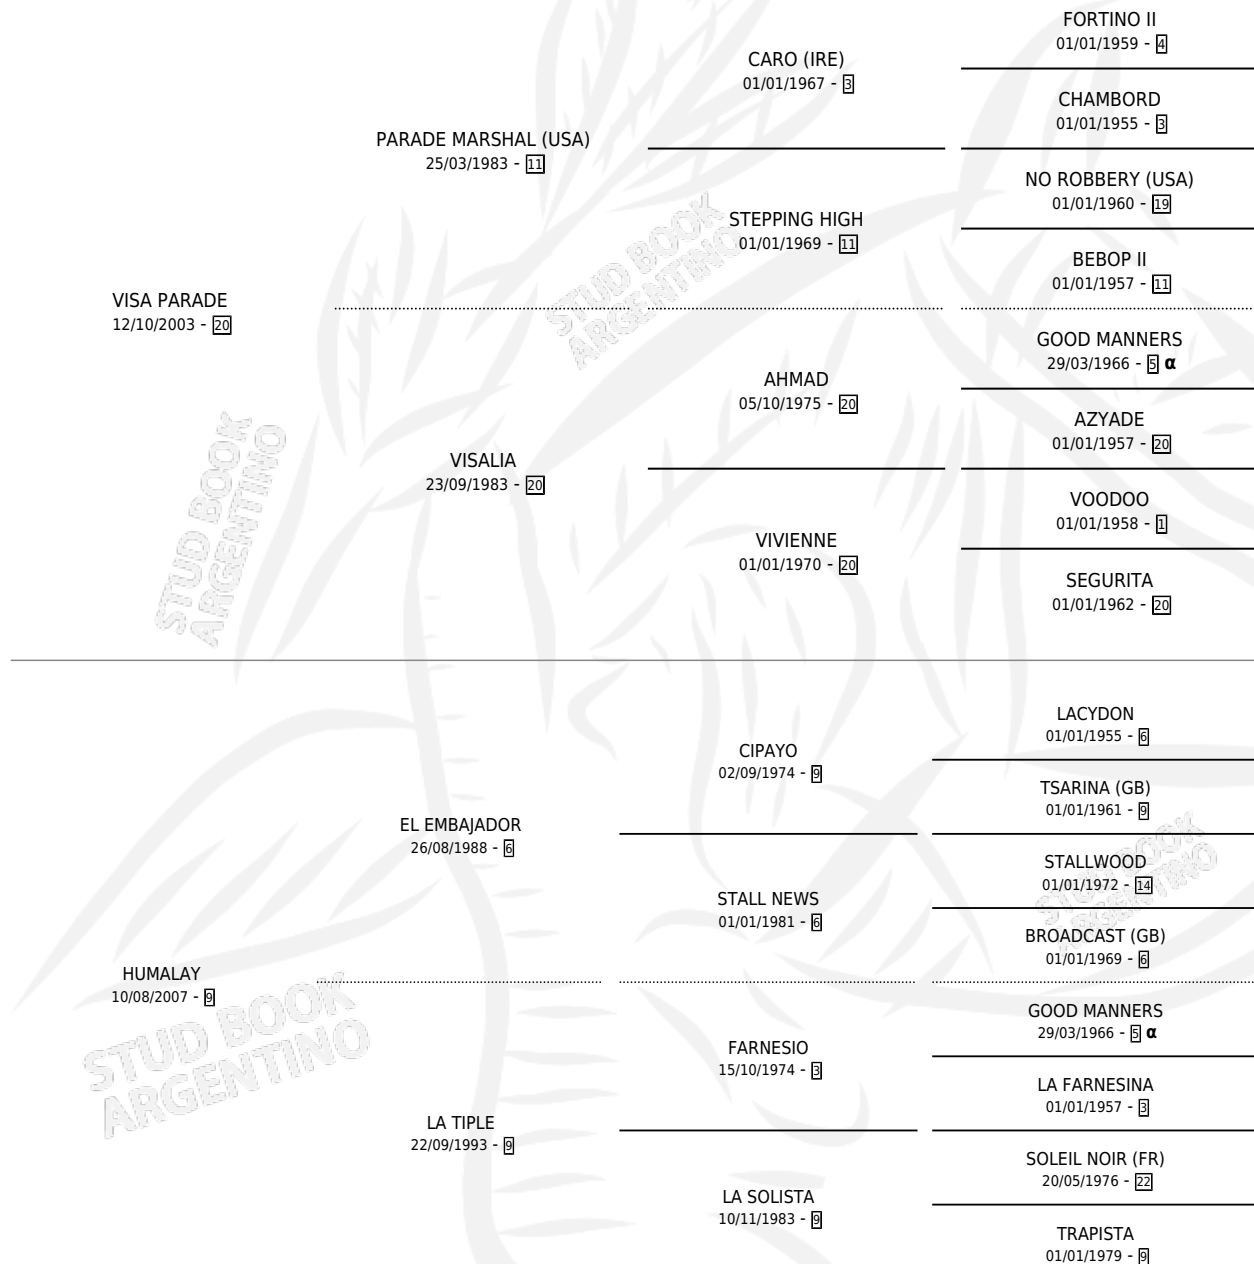 FORTINO II
01/01/1959 - 4
CARO (IRE)
01/01/1967 - 3
CHAMBORD
01/01/1955 - 3
PARADE MARSHAL (USA)
25/03/1983 - 11
NO ROBBERY (USA)
01/01/1960 - 19
STEPPING HIGH
01/01/1969 - 11
BEBOP II
01/01/1957 - 11
VISA PARADE
12/10/2003 - 20
GOOD MANNERS
29/03/1966 - 5 α
AHMAD
05/10/1975 - 20
AZYADE
01/01/1957 - 20
VISALIA
23/09/1983 - 20
VOODOO
01/01/1958 - 1
VIVIENNE
01/01/1970 - 20
SEGURITA
01/01/1962 - 20
LACYDON
01/01/1955 - 6
CIPAYO
02/09/1974 - 9
TSARINA (GB)
01/01/1961 - 9
EL EMBAJADOR
26/08/1988 - 6
STALLWOOD
01/01/1972 - 14
STALL NEWS
01/01/1981 - 6
BROADCAST (GB)
01/01/1969 - 6
HUMALAY
10/08/2007 - 9
GOOD MANNERS
29/03/1966 - 5 α
FARNESIO
15/10/1974 - 3
LA FARNESINA
01/01/1957 - 3
LA TIPLE
22/09/1993 - 9
SOLEIL NOIR (FR)
20/05/1976 - 22
LA SOLISTA
10/11/1983 - 9
TRAPISTA
01/01/1979 - 9
STUD BOOK
ARGENTINO
STUD BOOK
ARGENTINO
STUD BOOK
ARGENTINO
STUD BOOK
ARGENTINO